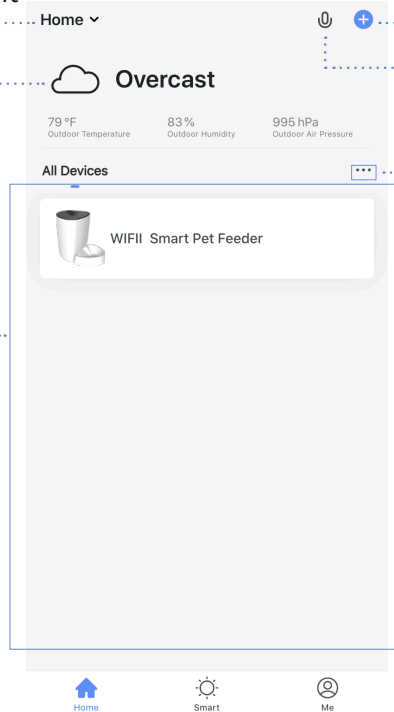 Home
Overcast
79 °F 83% 995 hPa
Outdoor Temperature Outdoor Humidity Outdoor Air Pressure
All Devices
WIFII Smart Pet Feeder
Home Smart Me